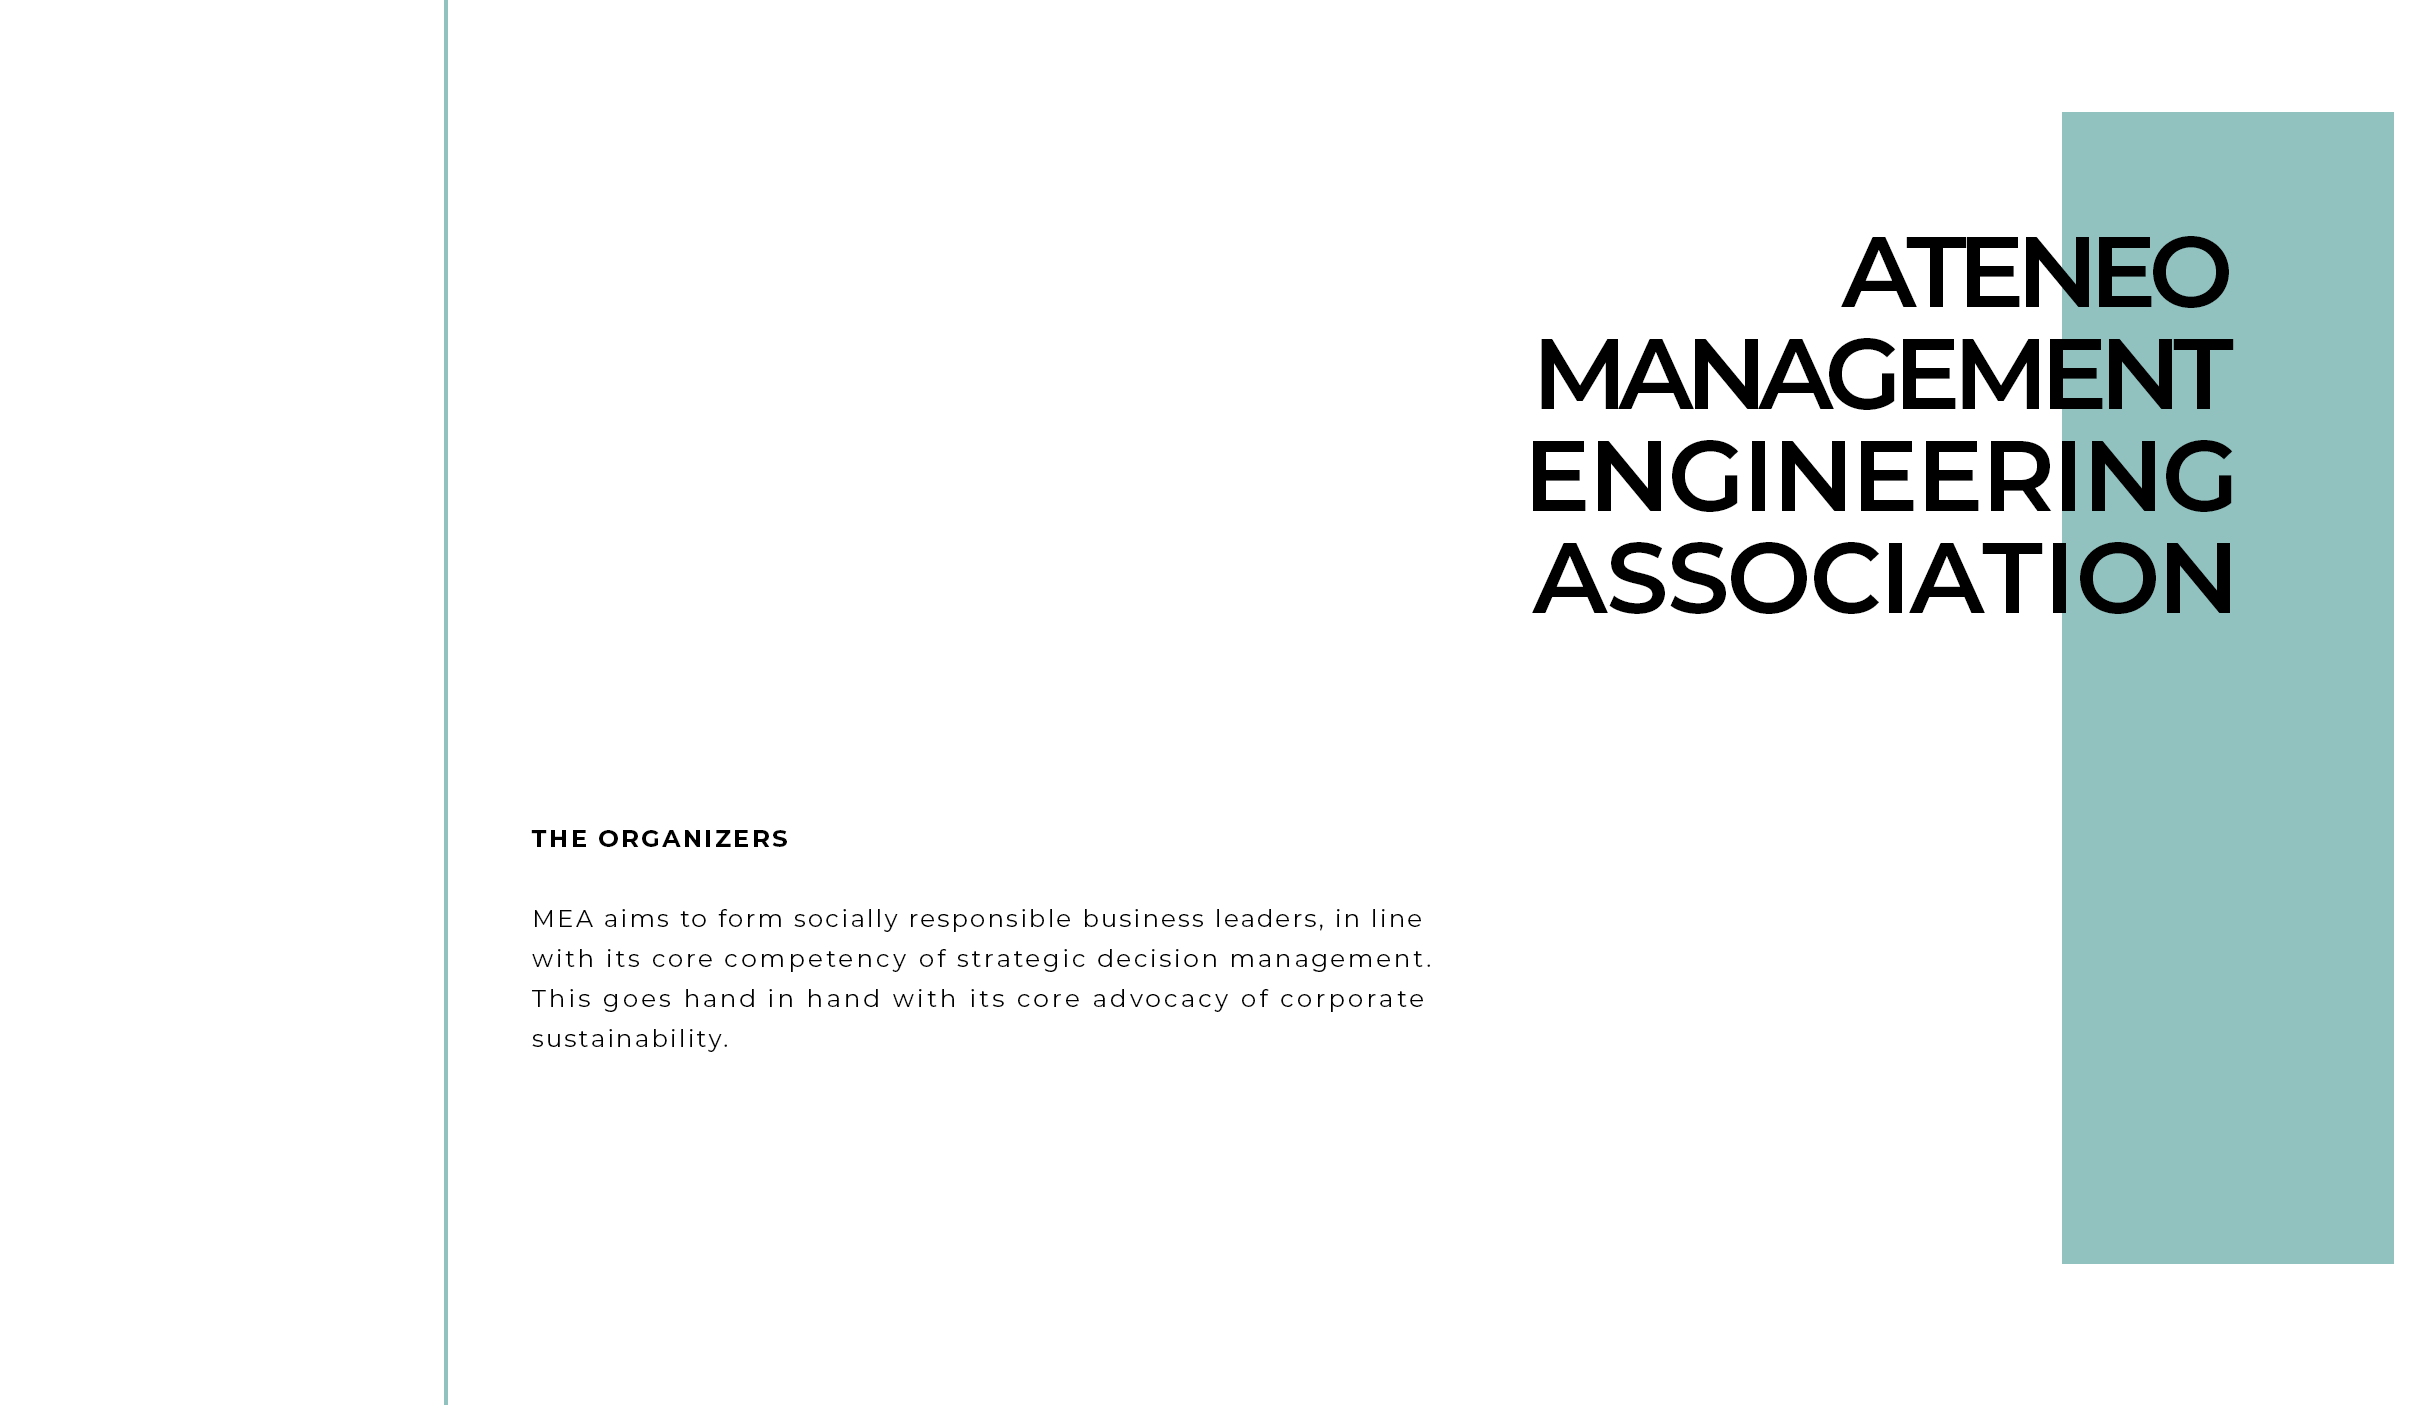 ATENEO
MANAGEMENT
ENGINEERING
ASSOCIATION
THE ORGANIZERS
MEA aims to form socially responsible business leaders, in line
with its core competency of strategic decision management.
This goes hand in hand with its core advocacy of corporate
sustainability.